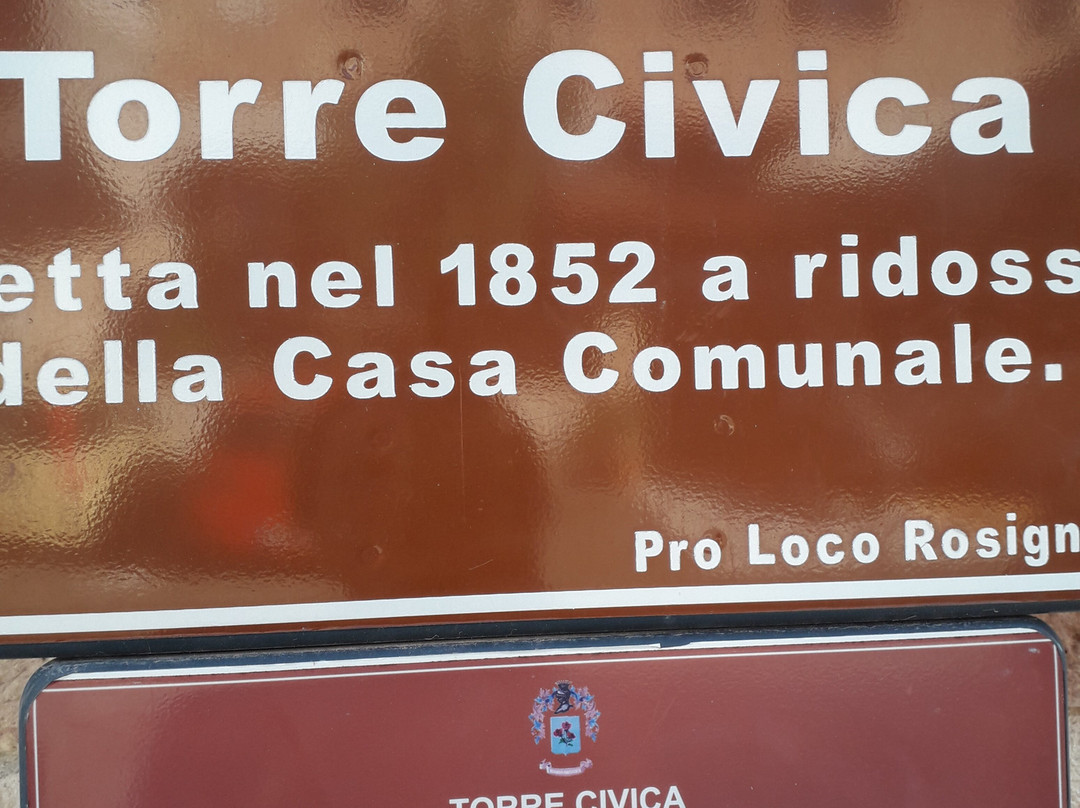 Torre Civica
etta nel 1852 a ridoss
della Casa Comunale.
Pro Loco Rosign
TORRE CIVICA